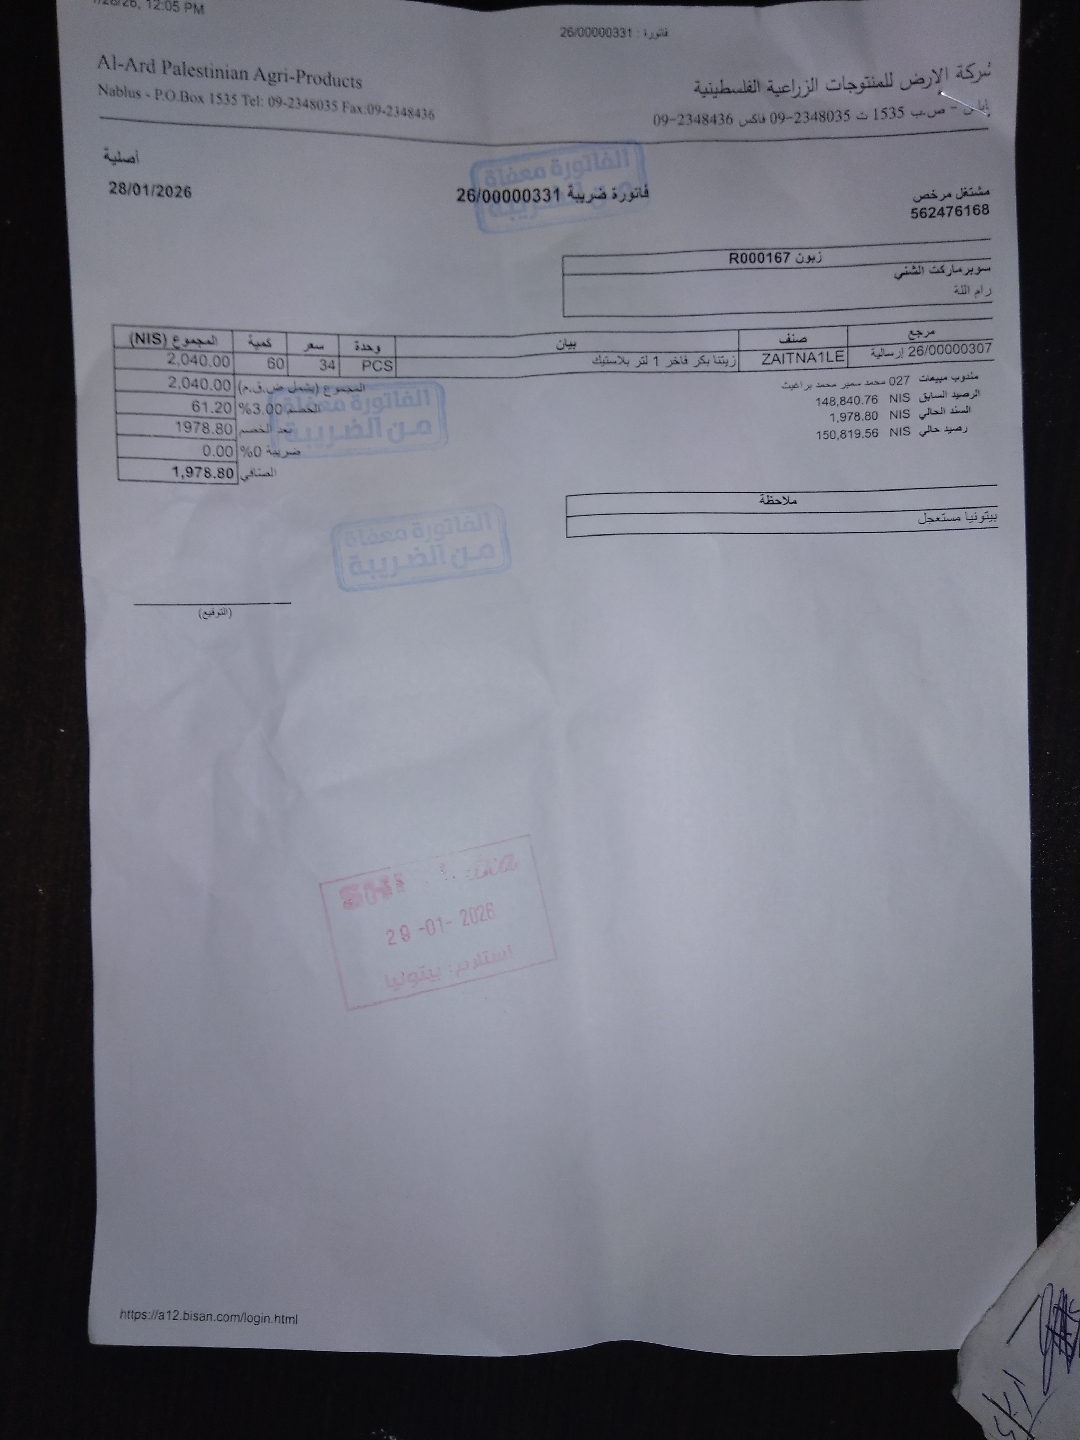 /28/26, 12:05 PM
فاتورة : 26/00000331
Al-Ard Palestinian Agri-Products
شركة الارض للمنتوجات الزراعية الفلسطينية
Nablus - P.O.Box 1535 Tel: 09-2348035 Fax:09-2348436
ص.ب 1535 ت 2348035-09 فاكس 2348436-09
أصلية
28/01/2026
فاتورة ضريبة 26/00000331
الفاتورة معفاة
من الضريبة
مشتغل مرخص
562476168
زبون R000167
سوبرماركت الشني
رام اللة
مرجع صنف بيان وحدة سعر كمية المجموع (NIS)
26/00000307 إرسالية ZAITNA1LE زيتنا بكر فاخر 1 لتر بلاستيك PCS 34 60 2,040.00
المجموع (يشمل ض.ق.م) 2,040.00
الخصم 3.00% 61.20
بعد الخصم 1978.80
ضريبة 0% 0.00
الصافي 1,978.80
مندوب مبيعات 027 محمد سمير محمد براغيث
الرصيد السابق NIS 148,840.76
السند الحالي NIS 1,978.80
رصيد حالي NIS 150,819.56
الفاتورة معفاة
من الضريبة
ملاحظة
بيتونيا مستعجل
الفاتورة معفاة
من الضريبة
(التوقيع)
29-01-2026
استلام: بيتونيا
https://a12.bisan.com/login.html